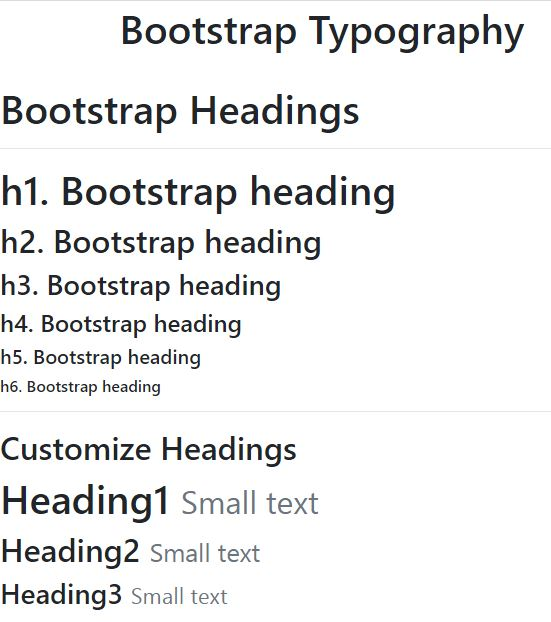 Bootstrap Typography
Bootstrap Headings
h1. Bootstrap heading
h2. Bootstrap heading
h3. Bootstrap heading
h4. Bootstrap heading
h5. Bootstrap heading
h6. Bootstrap heading
Customize Headings
Heading1 Small text
Heading2 Small text
Heading3 Small text